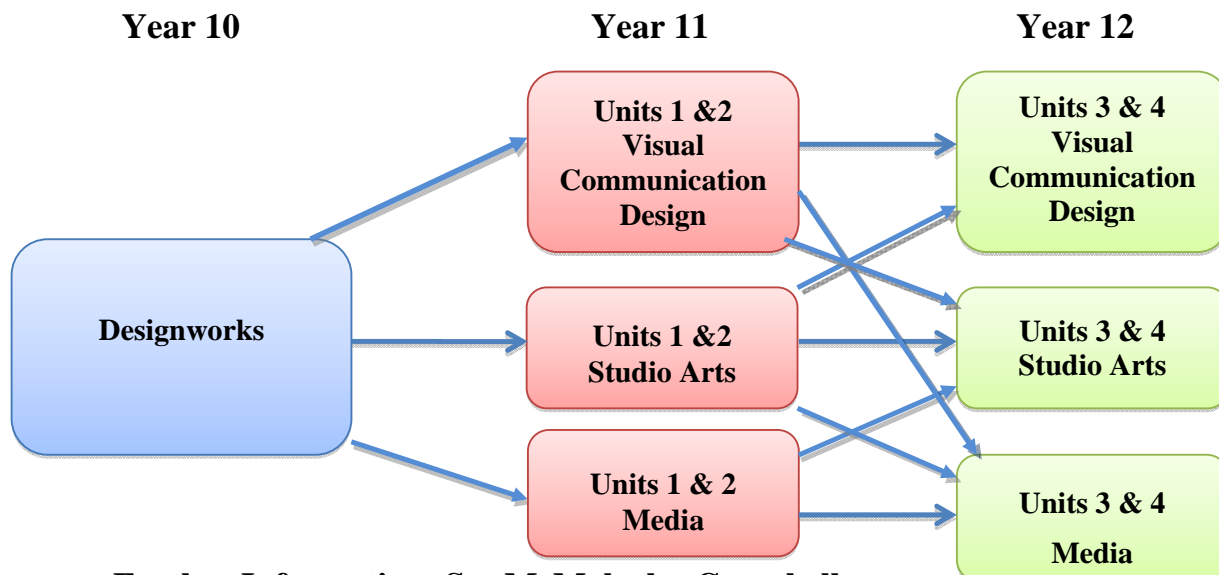 Year 10
Year 11
Year 12
Designworks
Units 1 &2
Visual
Communication
Design
Units 1 &2
Studio Arts
Units 1 & 2
Media
Units 3 & 4
Visual
Communication
Design
Units 3 & 4
Studio Arts
Units 3 & 4
Media